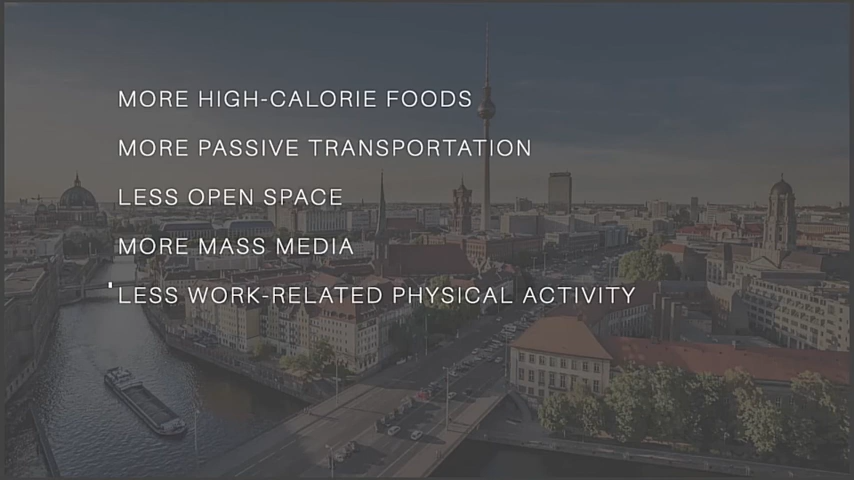 MORE HIGH-CALORIE FOODS
MORE PASSIVE TRANSPORTATION
LESS OPEN SPACE
MORE MASS MEDIA
LESS WORK-RELATED PHYSICAL ACTIVITY